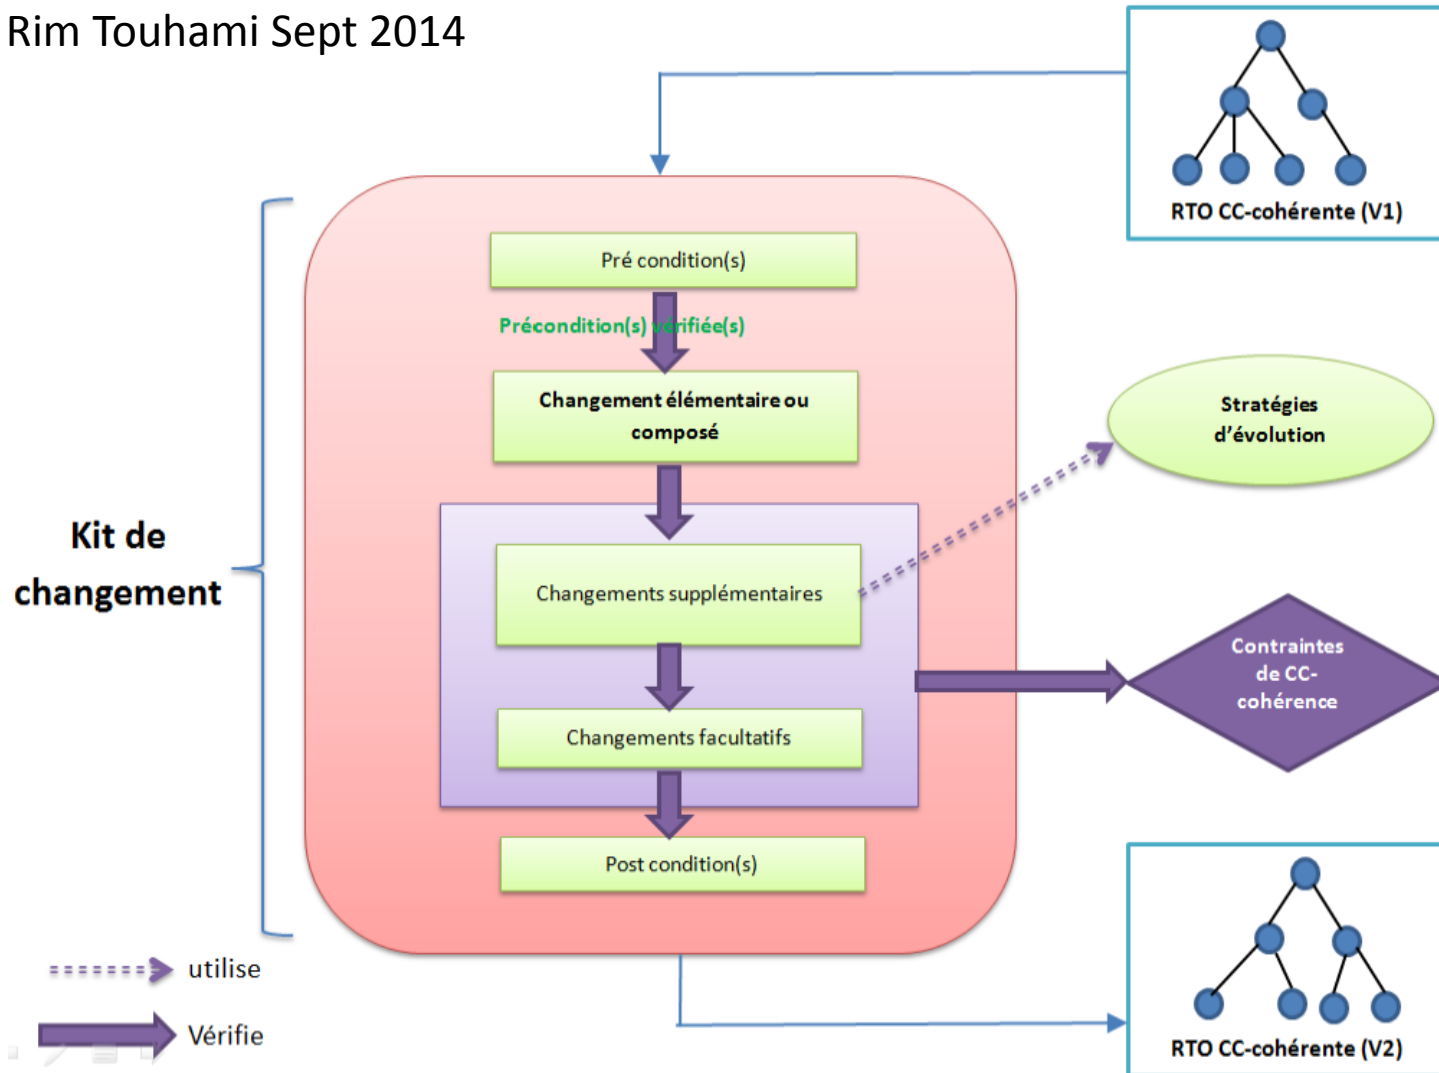 Rim Touhami Sept 2014
RTO CC-cohérente (V1)
Pré condition(s)
Précondition(s) vérifiée(s)
Changement élémentaire ou
composé
Stratégies
d'évolution
Kit de
changement
Changements supplémentaires
Contraintes
de CC-
cohérence
Changements facultatifs
Post condition(s)
utilise
Vérifie
RTO CC-cohérente (V2)